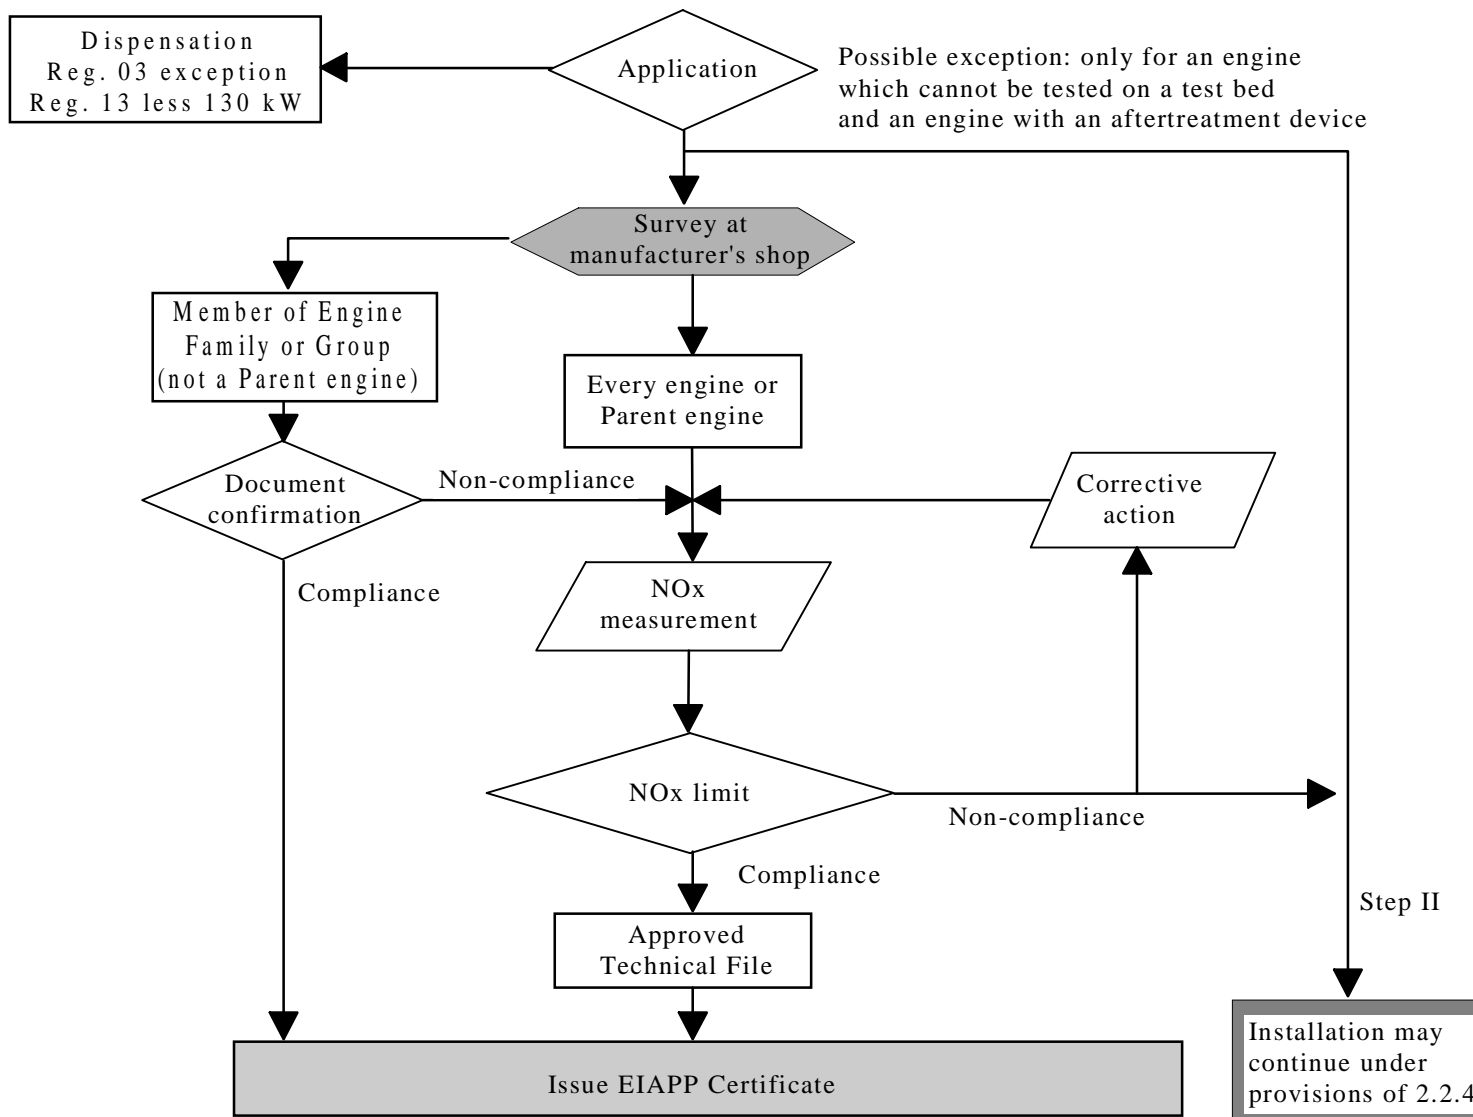 Dispensation
Reg. 03 exception
Reg. 13 less 130 kW
Application
Possible exception: only for an engine
which cannot be tested on a test bed
and an engine with an aftertreatment device
Survey at
manufacturer's shop
Member of Engine
Family or Group
(not a Parent engine)
Every engine or
Parent engine
Document
confirmation
Non-compliance
Corrective
action
Compliance
NOx
measurement
NOx limit
Non-compliance
Compliance
Step II
Approved
Technical File
Issue EIAPP Certificate
Installation may
continue under
provisions of 2.2.4